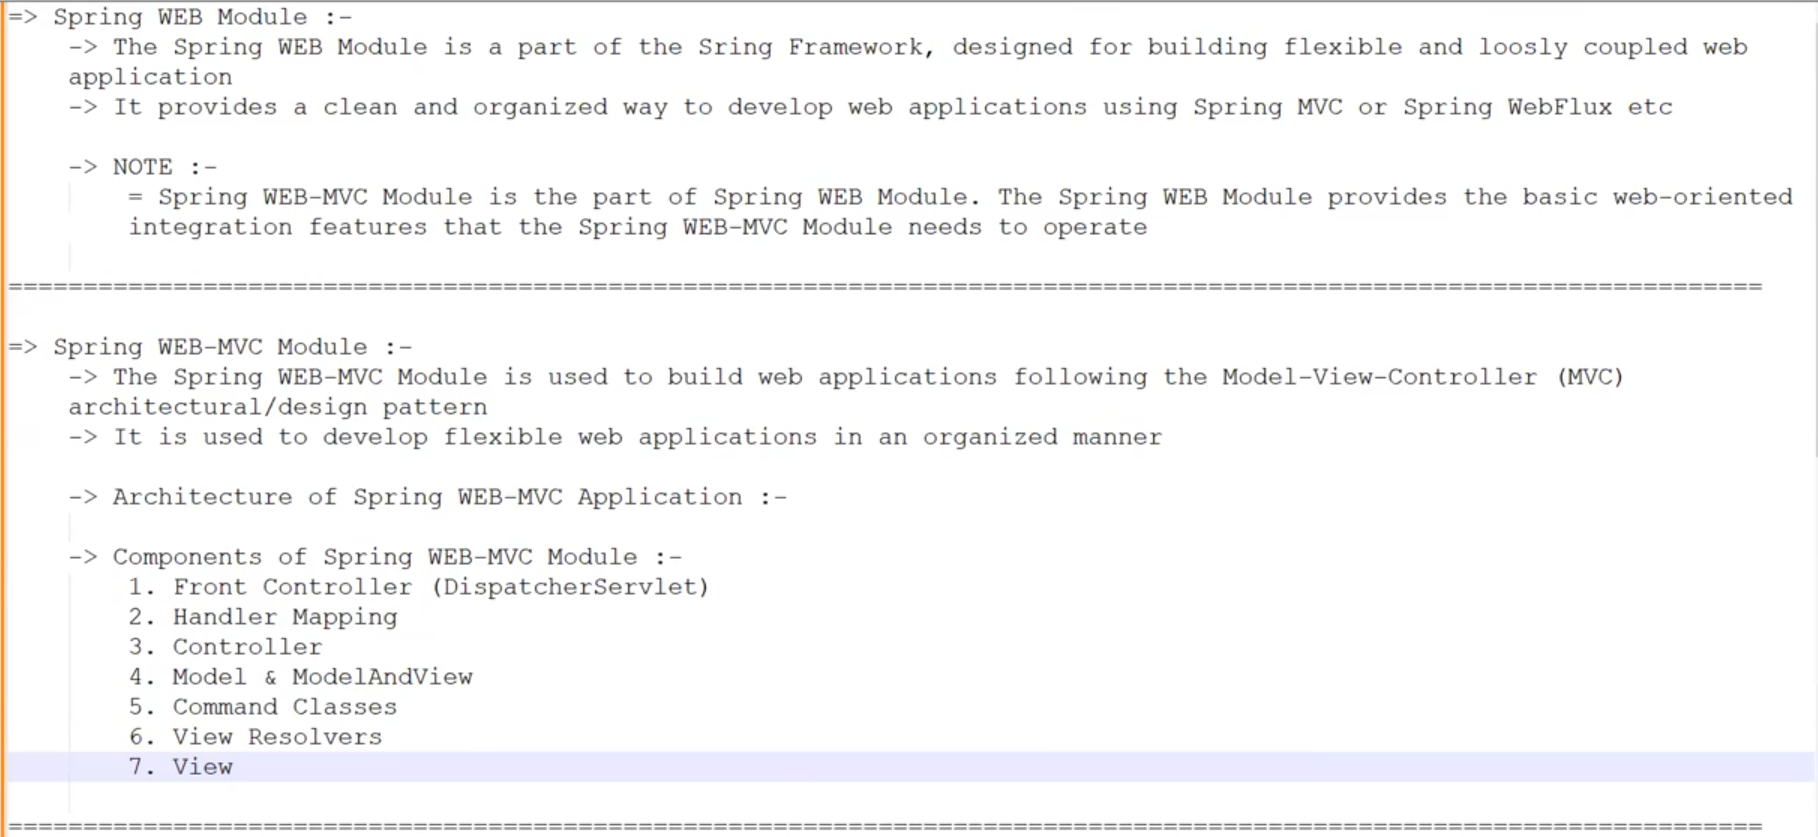 => Spring WEB Module :-
-> The Spring WEB Module is a part of the Sring Framework, designed for building flexible and loosly coupled web
application
-> It provides a clean and organized way to develop web applications using Spring MVC or Spring WebFlux etc
-> NOTE :-
= Spring WEB-MVC Module is the part of Spring WEB Module. The Spring WEB Module provides the basic web-oriented
integration features that the Spring WEB-MVC Module needs to operate
=====================================================================================================================
=> Spring WEB-MVC Module :-
-> The Spring WEB-MVC Module is used to build web applications following the Model-View-Controller (MVC)
architectural/design pattern
-> It is used to develop flexible web applications in an organized manner
-> Architecture of Spring WEB-MVC Application :-
-> Components of Spring WEB-MVC Module :-
1. Front Controller (DispatcherServlet)
2. Handler Mapping
3. Controller
4. Model & ModelAndView
5. Command Classes
6. View Resolvers
7. View
=====================================================================================================================